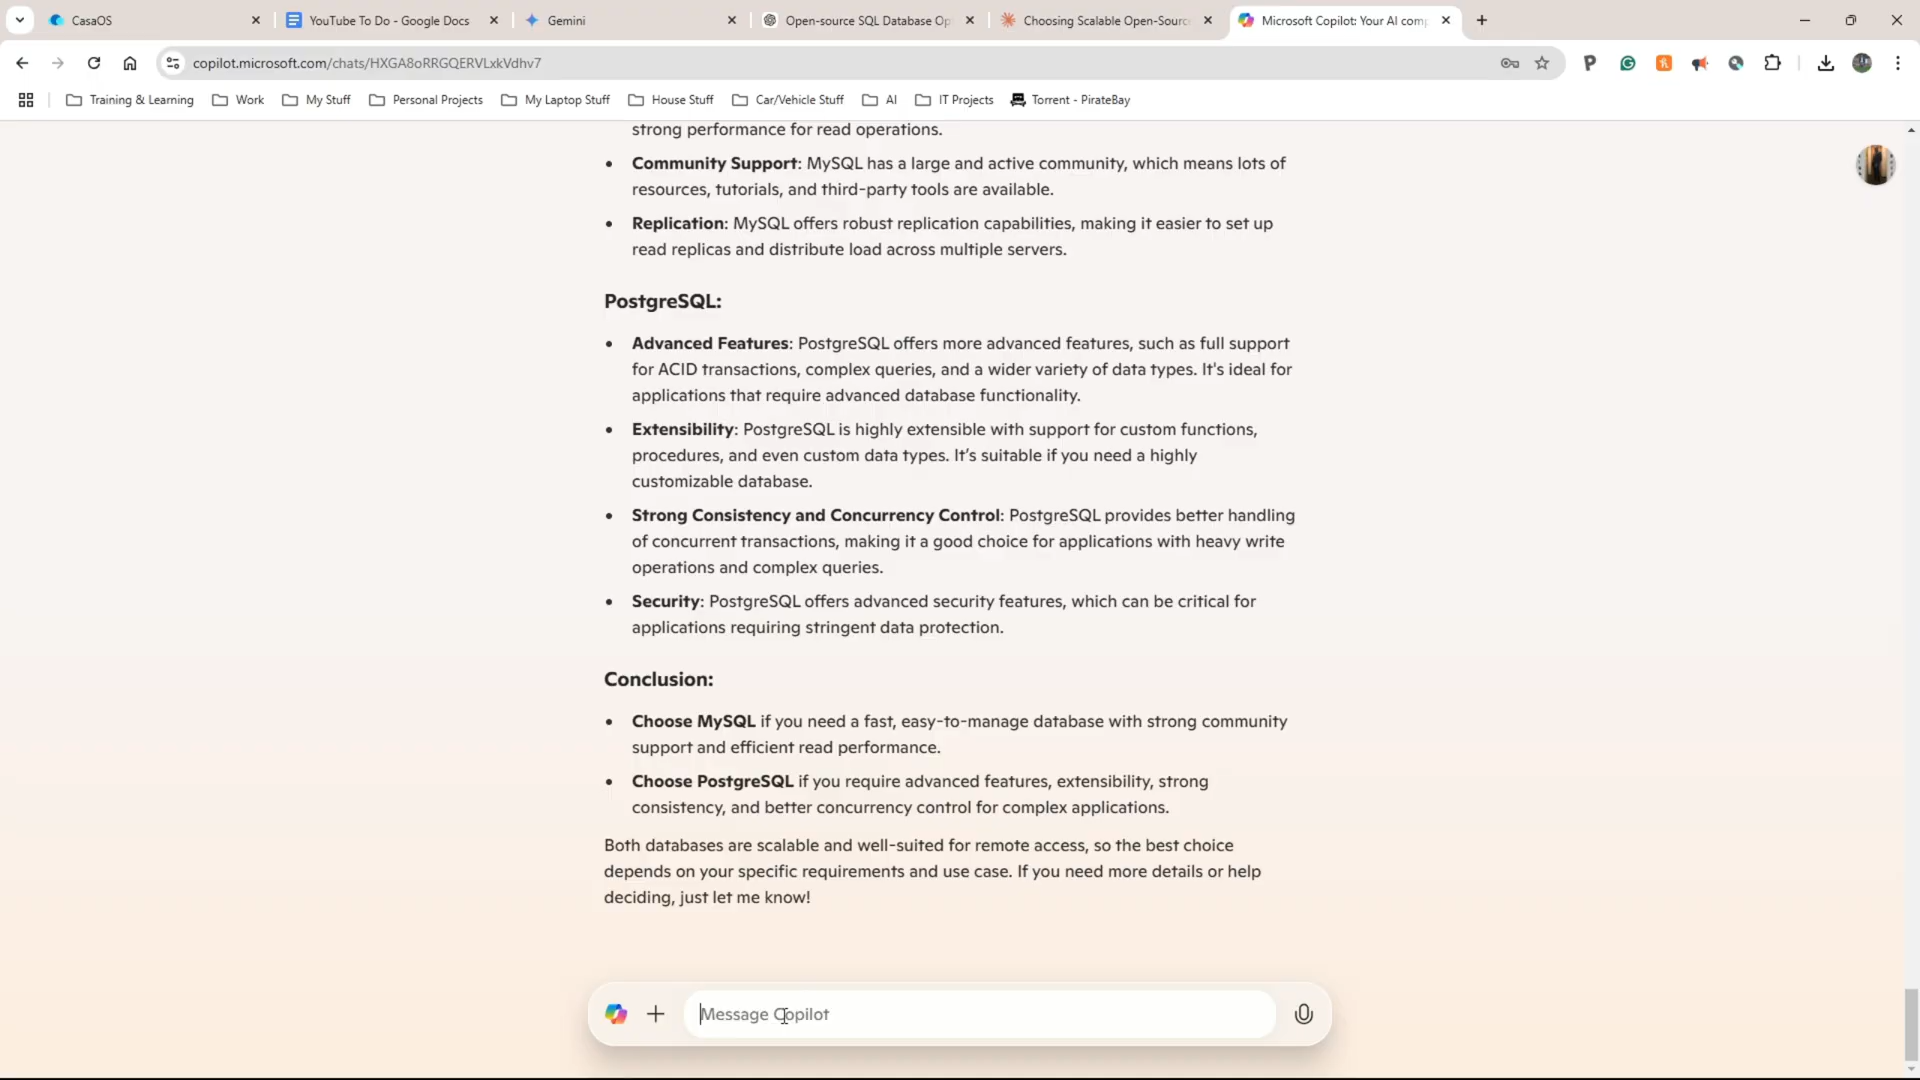 CasaOS
YouTube To Do - Google Docs
Gemini
Open-source SQL Database Op
Choosing Scalable Open-Sourc
Microsoft Copilot: Your AI com
copilot.microsoft.com/chats/HXGA8oRRGQERVLxkVdhv7
Training & Learning
Work
My Stuff
Personal Projects
My Laptop Stuff
House Stuff
Car/Vehicle Stuff
AI
IT Projects
Torrent - PirateBay
strong performance for read operations.
• Community Support: MySQL has a large and active community, which means lots of
resources, tutorials, and third-party tools are available.
• Replication: MySQL offers robust replication capabilities, making it easier to set up
read replicas and distribute load across multiple servers.
PostgreSQL:
• Advanced Features: PostgreSQL offers more advanced features, such as full support
for ACID transactions, complex queries, and a wider variety of data types. It's ideal for
applications that require advanced database functionality.
• Extensibility: PostgreSQL is highly extensible with support for custom functions,
procedures, and even custom data types. It’s suitable if you need a highly
customizable database.
• Strong Consistency and Concurrency Control: PostgreSQL provides better handling
of concurrent transactions, making it a good choice for applications with heavy write
operations and complex queries.
• Security: PostgreSQL offers advanced security features, which can be critical for
applications requiring stringent data protection.
Conclusion:
• Choose MySQL if you need a fast, easy-to-manage database with strong community
support and efficient read performance.
• Choose PostgreSQL if you require advanced features, extensibility, strong
consistency, and better concurrency control for complex applications.
Both databases are scalable and well-suited for remote access, so the best choice
depends on your specific requirements and use case. If you need more details or help
deciding, just let me know!
Message Copilot